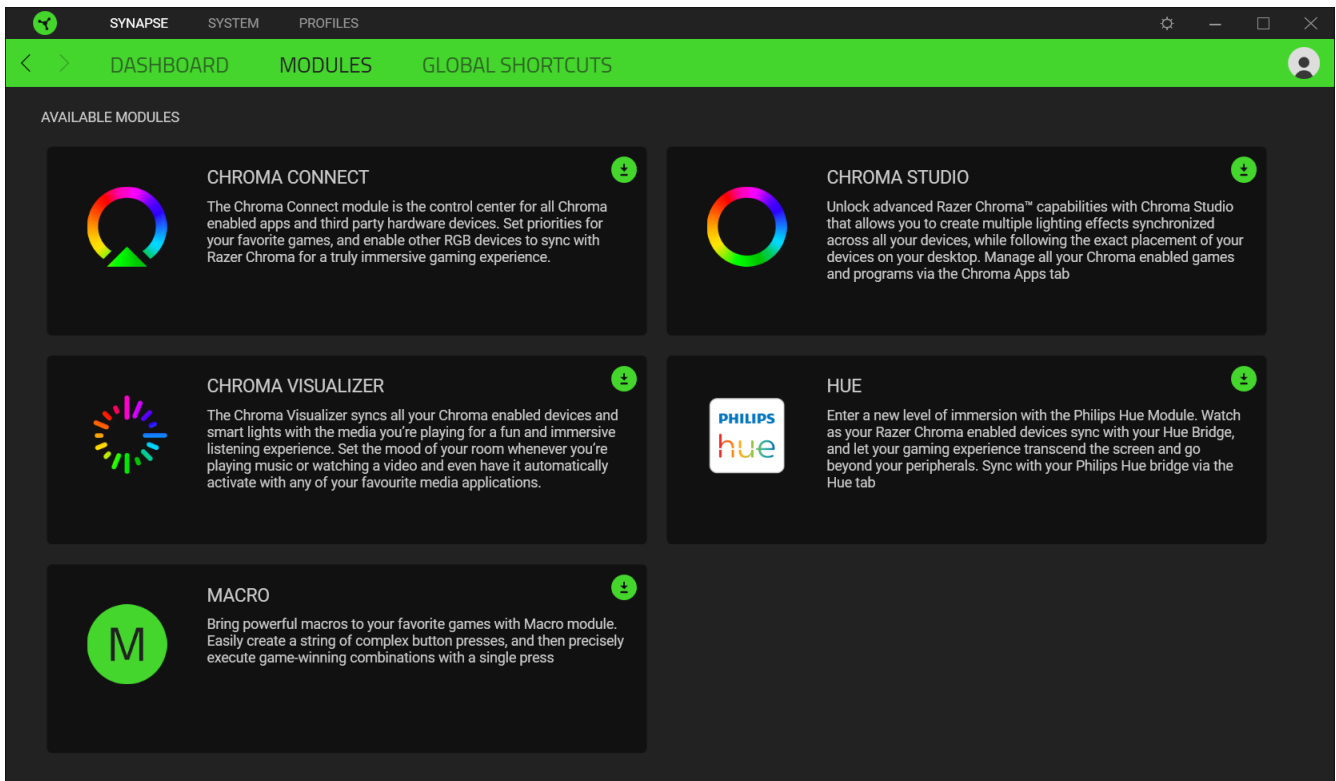 SYNAPSE SYSTEM PROFILES
DASHBOARD MODULES GLOBAL SHORTCUTS
AVAILABLE MODULES
CHROMA CONNECT
The Chroma Connect module is the control center for all Chroma
enabled apps and third party hardware devices. Set priorities for
your favorite games, and enable other RGB devices to sync with
Razer Chroma for a truly immersive gaming experience.
CHROMA STUDIO
Unlock advanced Razer Chroma™ capabilities with Chroma Studio
that allows you to create multiple lighting effects synchronized
across all your devices, while following the exact placement of your
devices on your desktop. Manage all your Chroma enabled games
and programs via the Chroma Apps tab
CHROMA VISUALIZER
The Chroma Visualizer syncs all your Chroma enabled devices and
smart lights with the media you're playing for a fun and immersive
listening experience. Set the mood of your room whenever you're
playing music or watching a video and even have it automatically
activate with any of your favourite media applications.
PHILIPS
hue
HUE
Enter a new level of immersion with the Philips Hue Module. Watch
as your Razer Chroma enabled devices sync with your Hue Bridge,
and let your gaming experience transcend the screen and go
beyond your peripherals. Sync with your Philips Hue bridge via the
Hue tab
M
MACRO
Bring powerful macros to your favorite games with Macro module.
Easily create a string of complex button presses, and then precisely
execute game-winning combinations with a single press